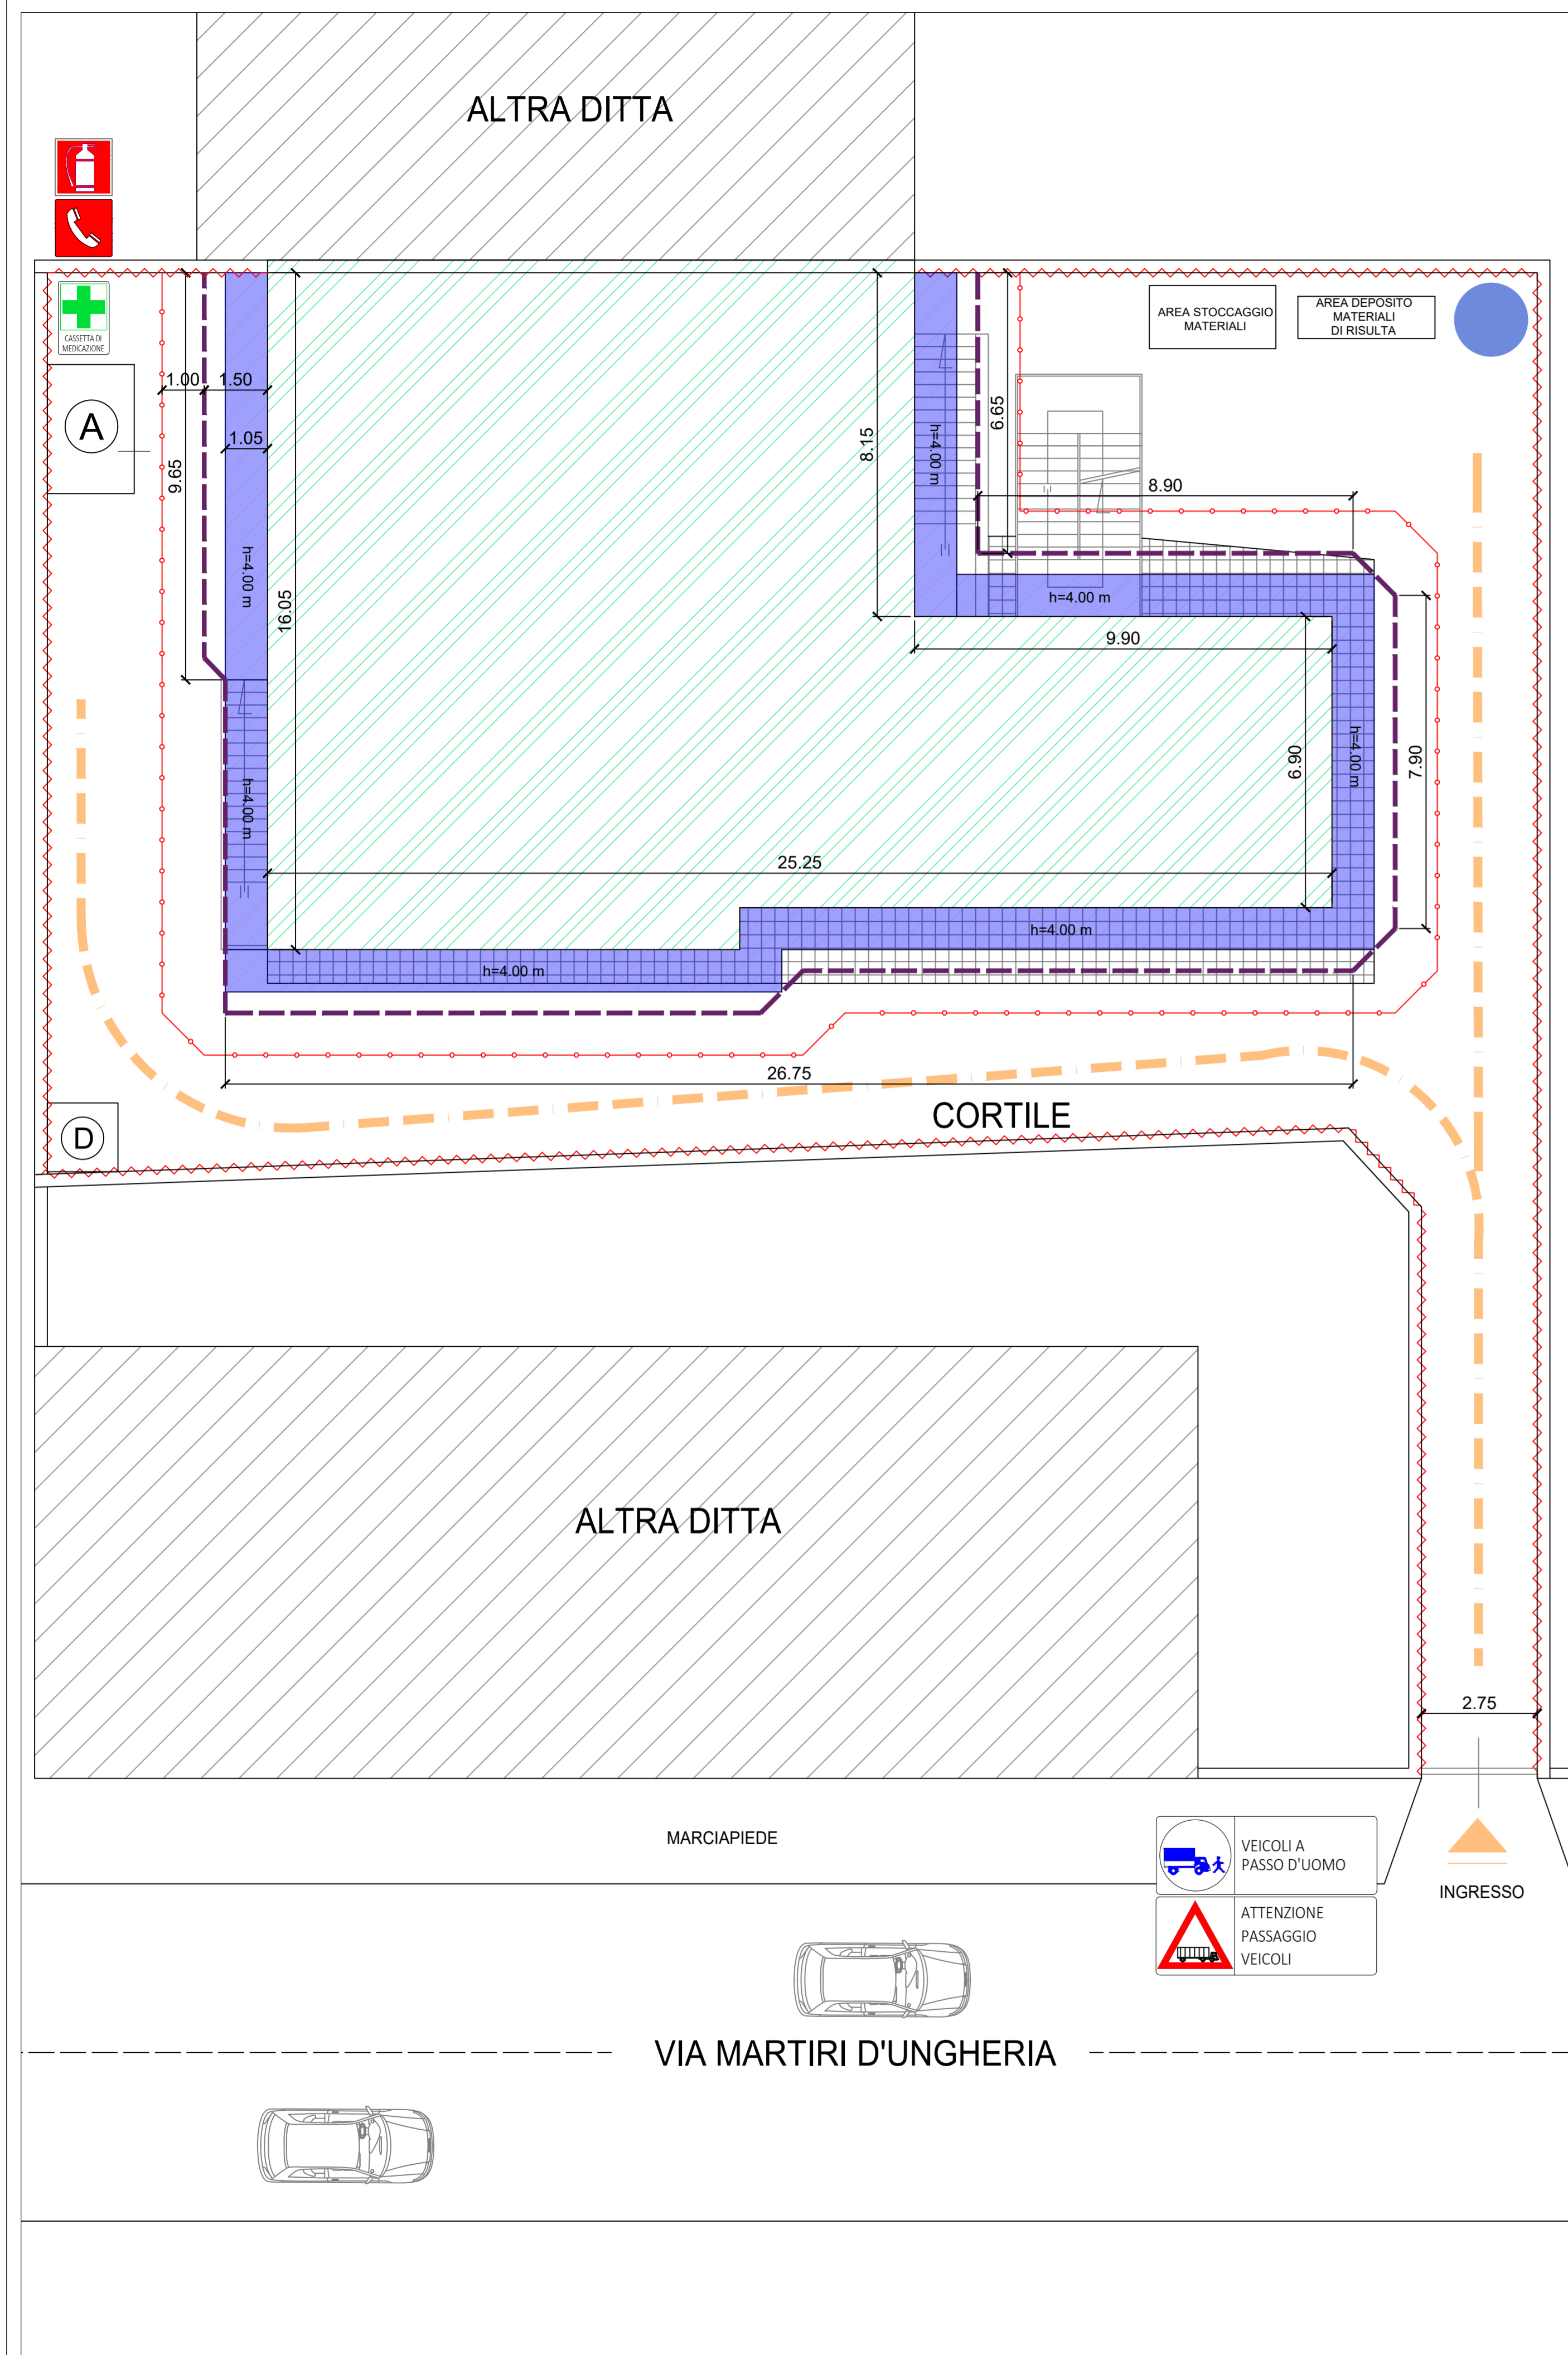 ALTRA DITTA
CASSETTA DI
MEDICAZIONE
AREA STOCCAGGIO
MATERIALI
AREA DEPOSITO
MATERIALI
DI RISULTA
A
1.00
1.50
1.05
9.65
h=4.00 m
16.05
8.15
h=4.00 m
6.65
8.90
h=4.00 m
9.90
h=4.00 m
6.90
h=4.00 m
7.90
25.25
h=4.00 m
h=4.00 m
26.75
CORTILE
D
ALTRA DITTA
2.75
MARCIAPIEDE
VEICOLI A
PASSO D'UOMO
ATTENZIONE
PASSAGGIO
VEICOLI
INGRESSO
VIA MARTIRI D'UNGHERIA